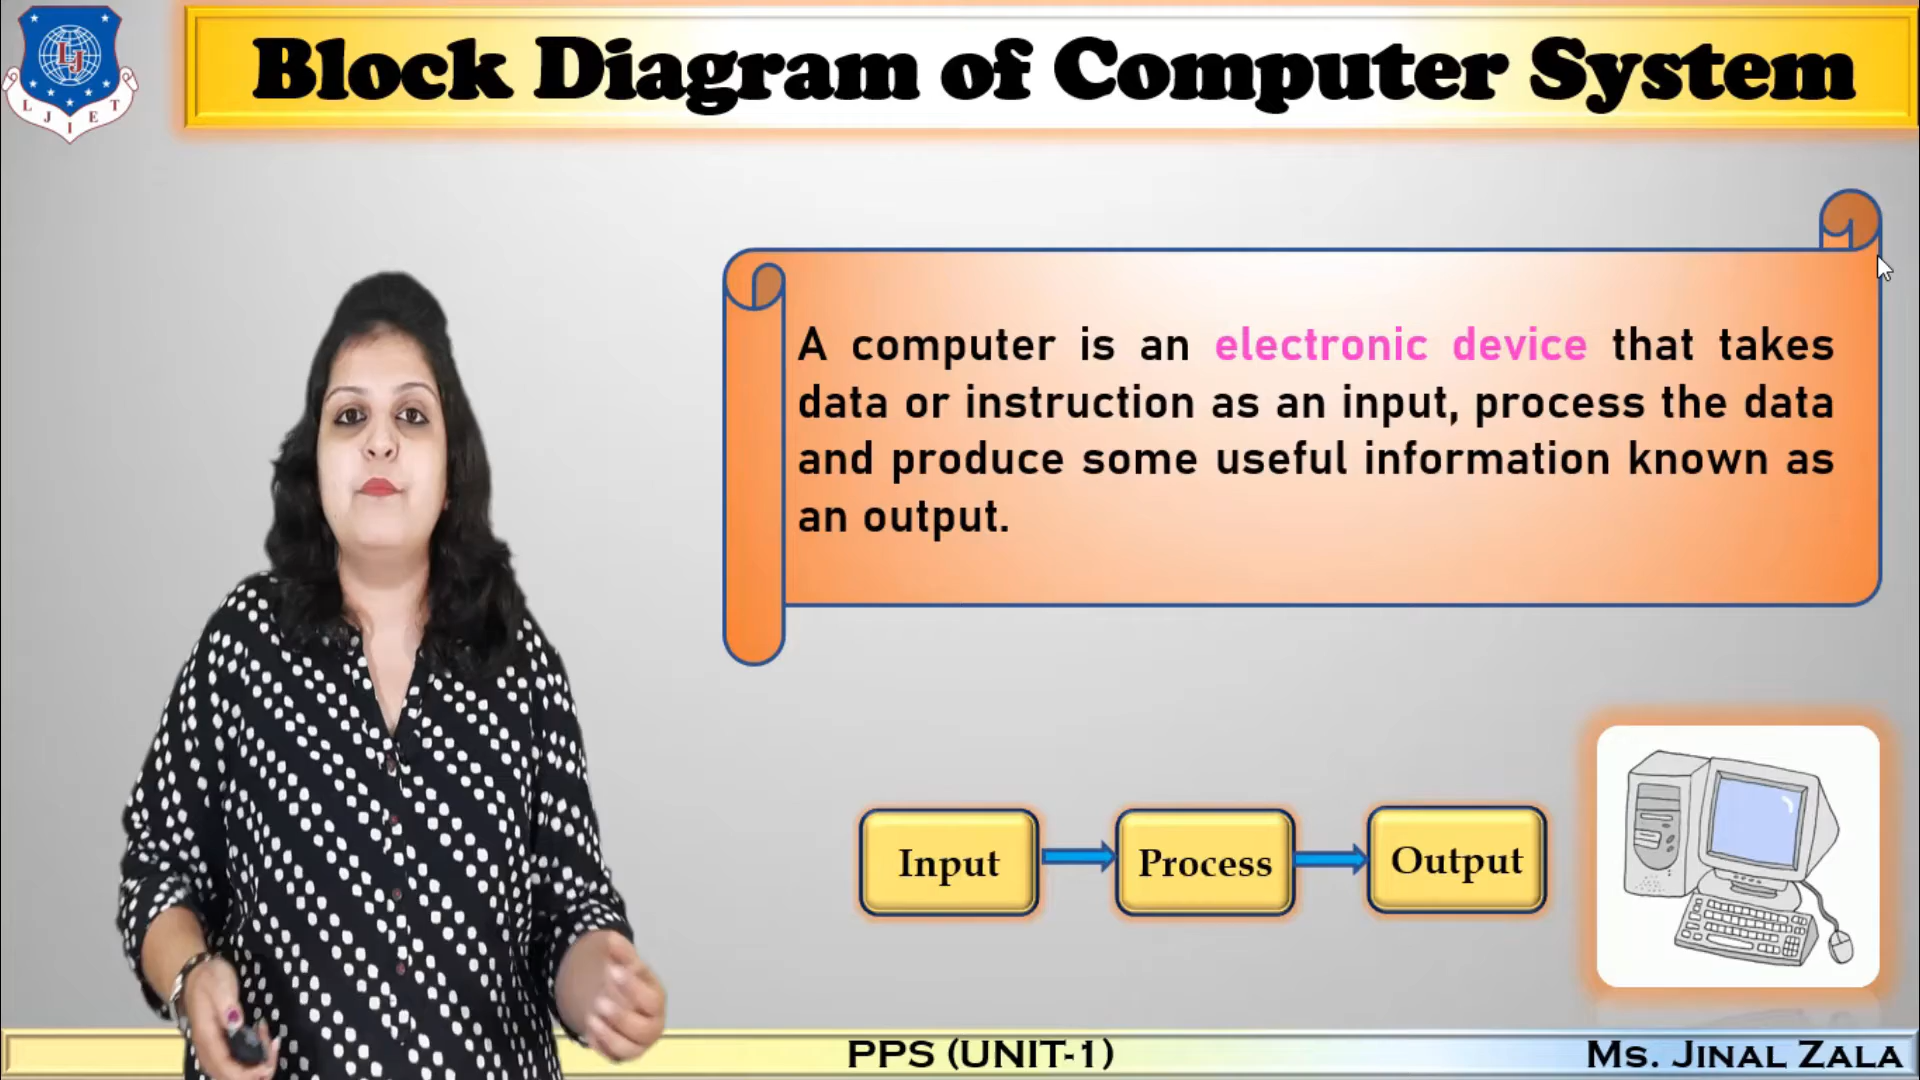 Block Diagram of Computer System
LJ
L J I E T
A computer is an electronic device that takes
data or instruction as an input, process the data
and produce some useful information known as
an output.
Input
Process
Output
PPS (UNIT-1)
MS. JINAL ZALA